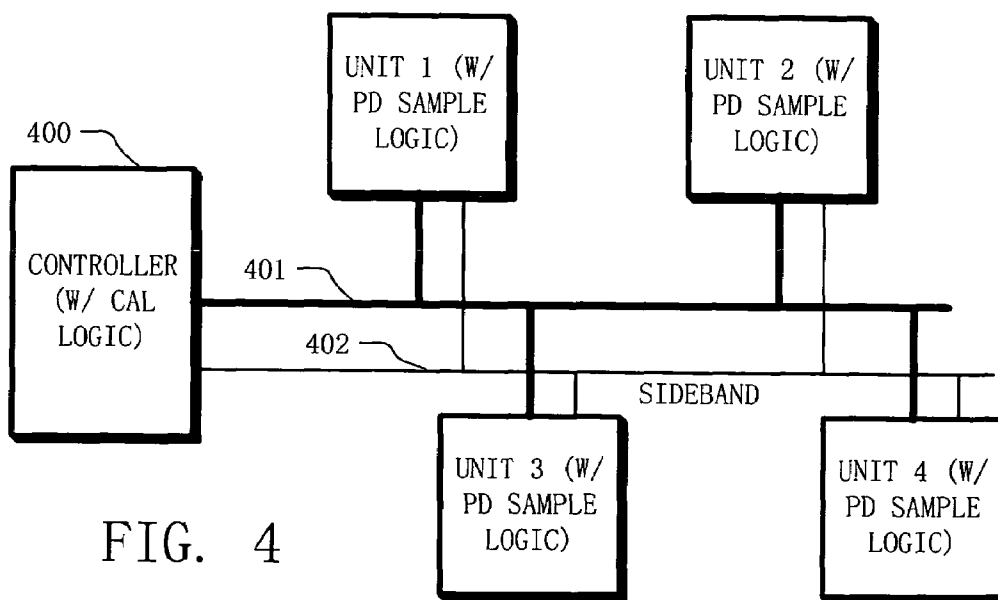 UNIT 1 (W/
PD SAMPLE
LOGIC)
UNIT 2 (W/
PD SAMPLE
LOGIC)
400
CONTROLLER
(W/ CAL
LOGIC)
401
402
SIDEBAND
UNIT 3 (W/
PD SAMPLE
LOGIC)
UNIT 4 (W/
PD SAMPLE
LOGIC)
FIG. 4